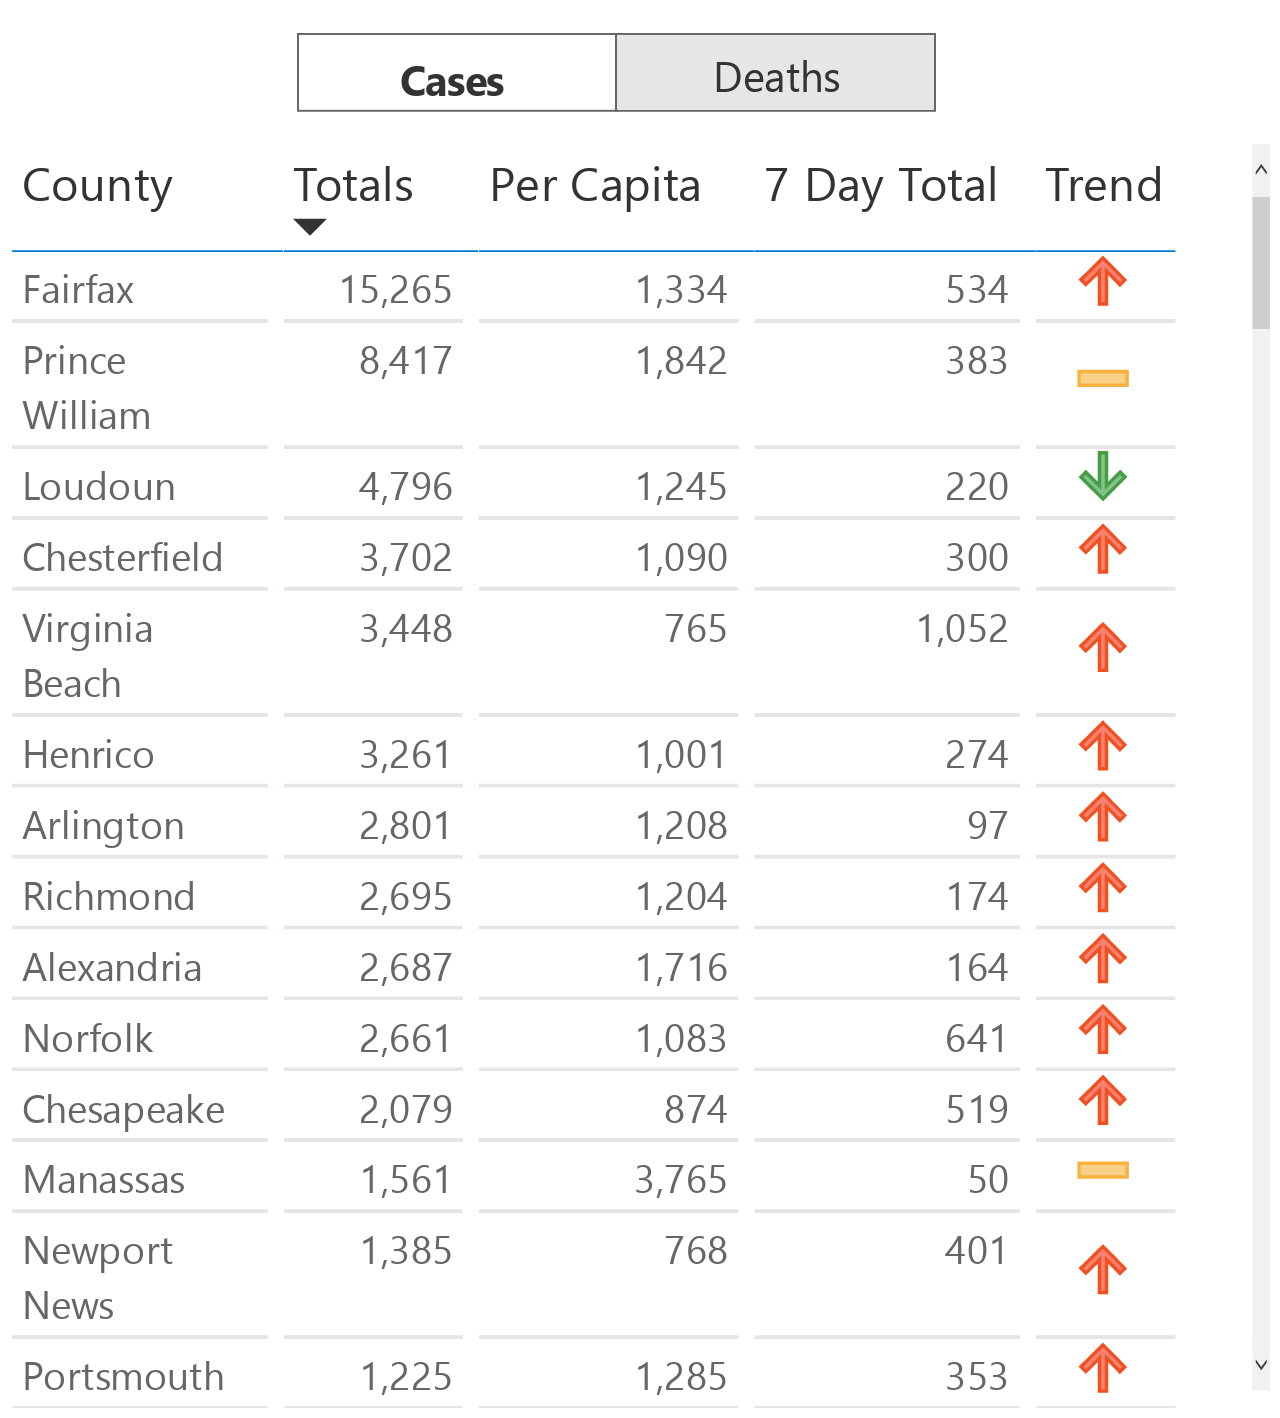 Cases Deaths
County Totals Per Capita 7 Day Total Trend
Fairfax 15,265 1,334 534
Prince 8,417 1,842 383
William
Loudoun 4,796 1,245 220
Chesterfield 3,702 1,090 300
Virginia 3,448 765 1,052
Beach
Henrico 3,261 1,001 274
Arlington 2,801 1,208 97
Richmond 2,695 1,204 174
Alexandria 2,687 1,716 164
Norfolk 2,661 1,083 641
Chesapeake 2,079 874 519
Manassas 1,561 3,765 50
Newport 1,385 768 401
News
Portsmouth 1,225 1,285 353